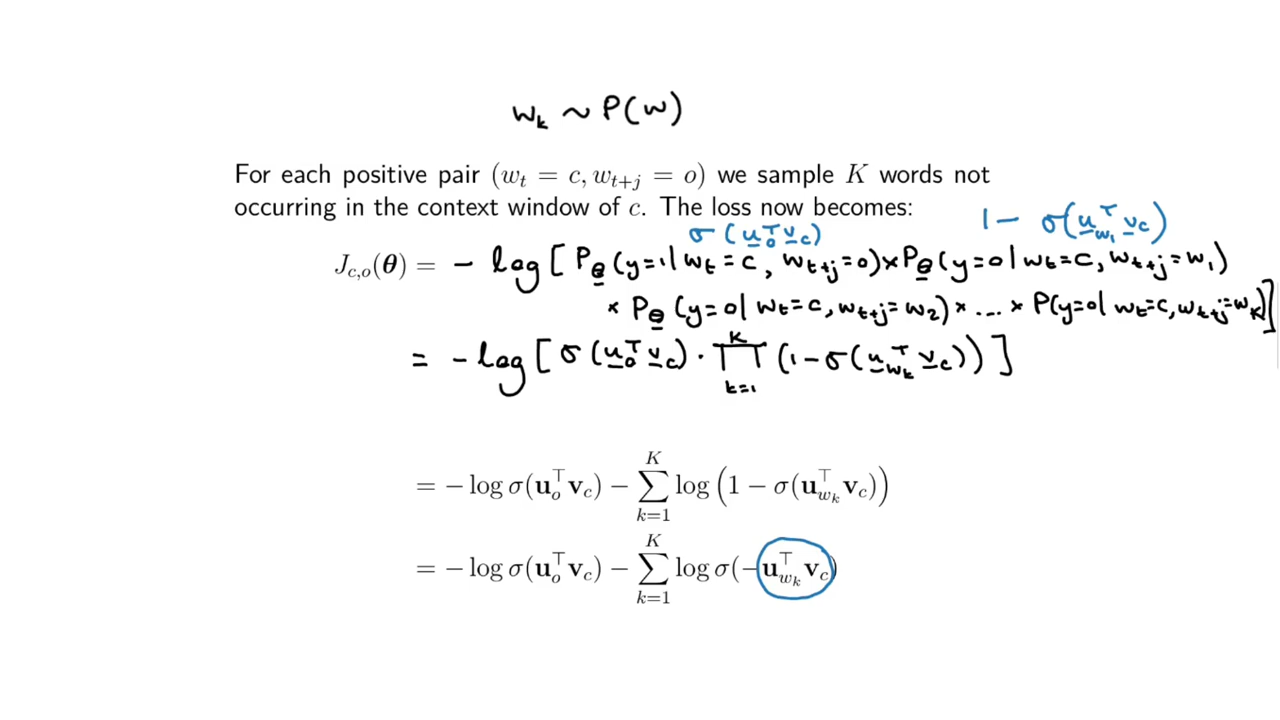 w_k ~ P(w)
For each positive pair (w_t = c, w_{t+j} = o) we sample K words not
occurring in the context window of c. The loss now becomes:
σ(u_o^T v_c) 1 − σ(u_{w_1}^T v_c)
J_{c,o}(θ) = − log [ P_θ(y=1 | w_t=c, w_{t+j}=o) × P_θ(y=0 | w_t=c, w_{t+j}=w_1)
× P_θ(y=0 | w_t=c, w_{t+j}=w_2) × ... × P(y=0 | w_t=c, w_{t+j}=w_K) ]
= − log [ σ(u_o^T v_c) · ∏_{k=1}^{K} (1 − σ(u_{w_k}^T v_c)) ]
= − log σ(u_o^⊤ v_c) − ∑_{k=1}^{K} log (1 − σ(u_{w_k}^⊤ v_c))
= − log σ(u_o^⊤ v_c) − ∑_{k=1}^{K} log σ(−u_{w_k}^⊤ v_c)